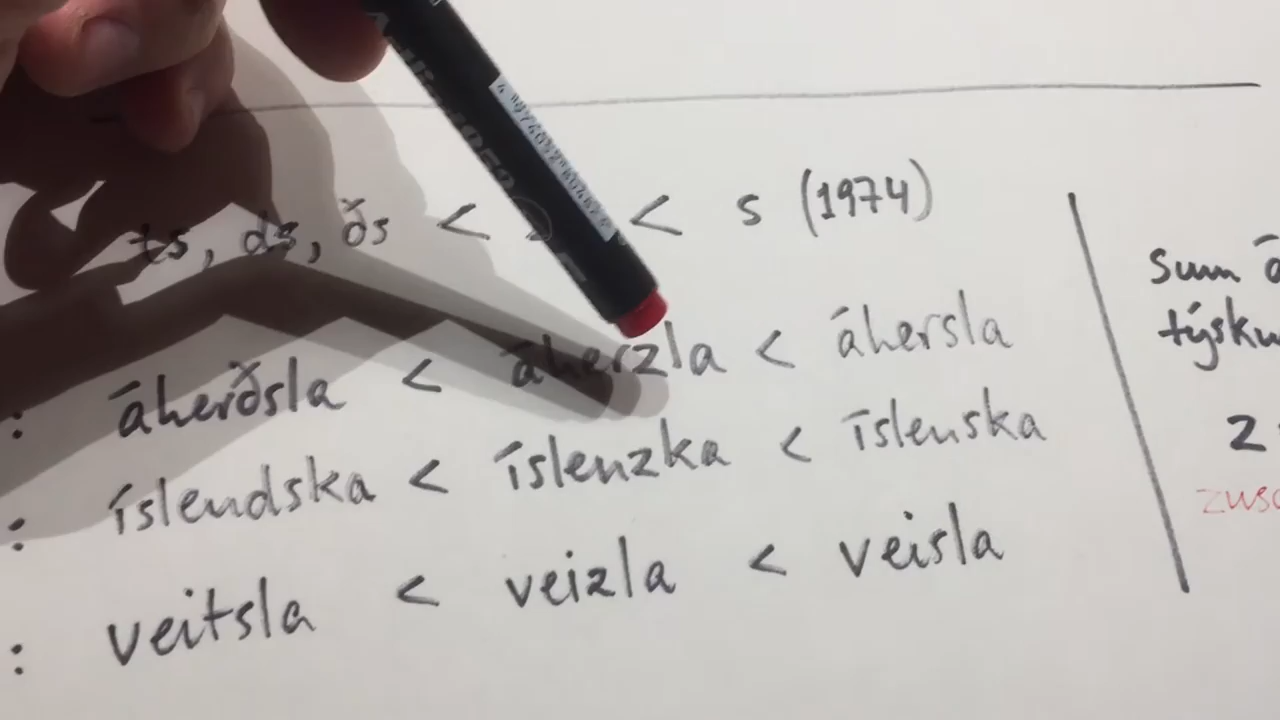 ts, ds, ðs < < s (1974)
: áherðsla < áherzla < áhersla
: íslendska < íslenzka < íslenska
: veitsla < veizla < veisla
sum
týsku
z